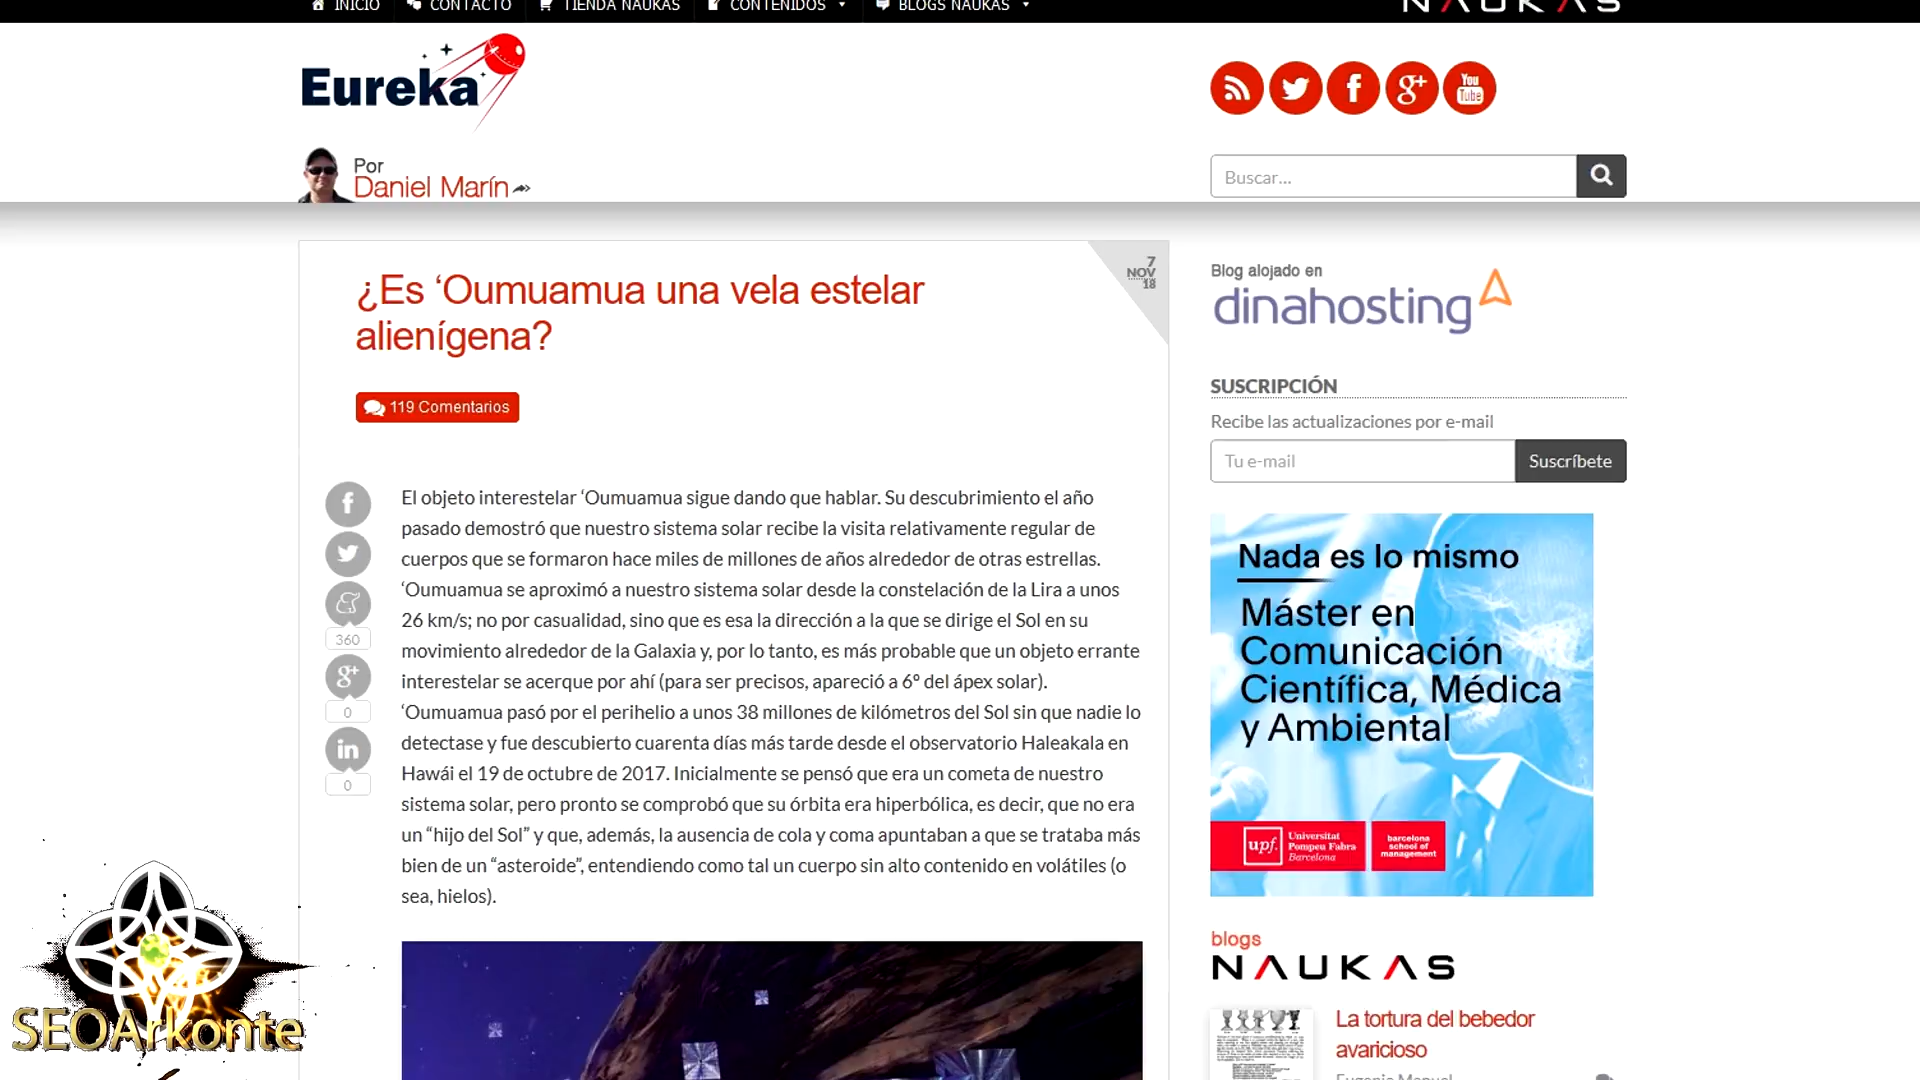 INICIO
CONTACTO
TIENDA NAUKAS
CONTENIDOS
BLOGS NAUKAS
NAUKAS
Eureka
Por
Daniel Marín
Buscar...
¿Es ‘Oumuamua una vela estelar
alienígena?
7
NOV
18
119 Comentarios
El objeto interestelar ‘Oumuamua sigue dando que hablar. Su descubrimiento el año
pasado demostró que nuestro sistema solar recibe la visita relativamente regular de
cuerpos que se formaron hace miles de millones de años alrededor de otras estrellas.
‘Oumuamua se aproximó a nuestro sistema solar desde la constelación de la Lira a unos
26 km/s; no por casualidad, sino que es esa la dirección a la que se dirige el Sol en su
movimiento alrededor de la Galaxia y, por lo tanto, es más probable que un objeto errante
interestelar se acerque por ahí (para ser precisos, apareció a 6º del ápex solar).
‘Oumuamua pasó por el perihelio a unos 38 millones de kilómetros del Sol sin que nadie lo
detectase y fue descubierto cuarenta días más tarde desde el observatorio Haleakala en
Hawái el 19 de octubre de 2017. Inicialmente se pensó que era un cometa de nuestro
sistema solar, pero pronto se comprobó que su órbita era hiperbólica, es decir, que no era
un “hijo del Sol” y que, además, la ausencia de cola y coma apuntaban a que se trataba más
bien de un “asteroide”, entendiendo como tal un cuerpo sin alto contenido en volátiles (o
sea, hielos).
360
g+
0
in
0
g+
You
Tube
Blog alojado en
dinahosting
SUSCRIPCIÓN
Recibe las actualizaciones por e-mail
Tu e-mail
Suscríbete
Nada es lo mismo
Máster en
Comunicación
Científica, Médica
y Ambiental
upf.
Universitat
Pompeu Fabra
Barcelona
barcelona
school of
management
blogs
NAUKAS
La tortura del bebedor
avaricioso
Eugenio Manuel
SEOArkonte